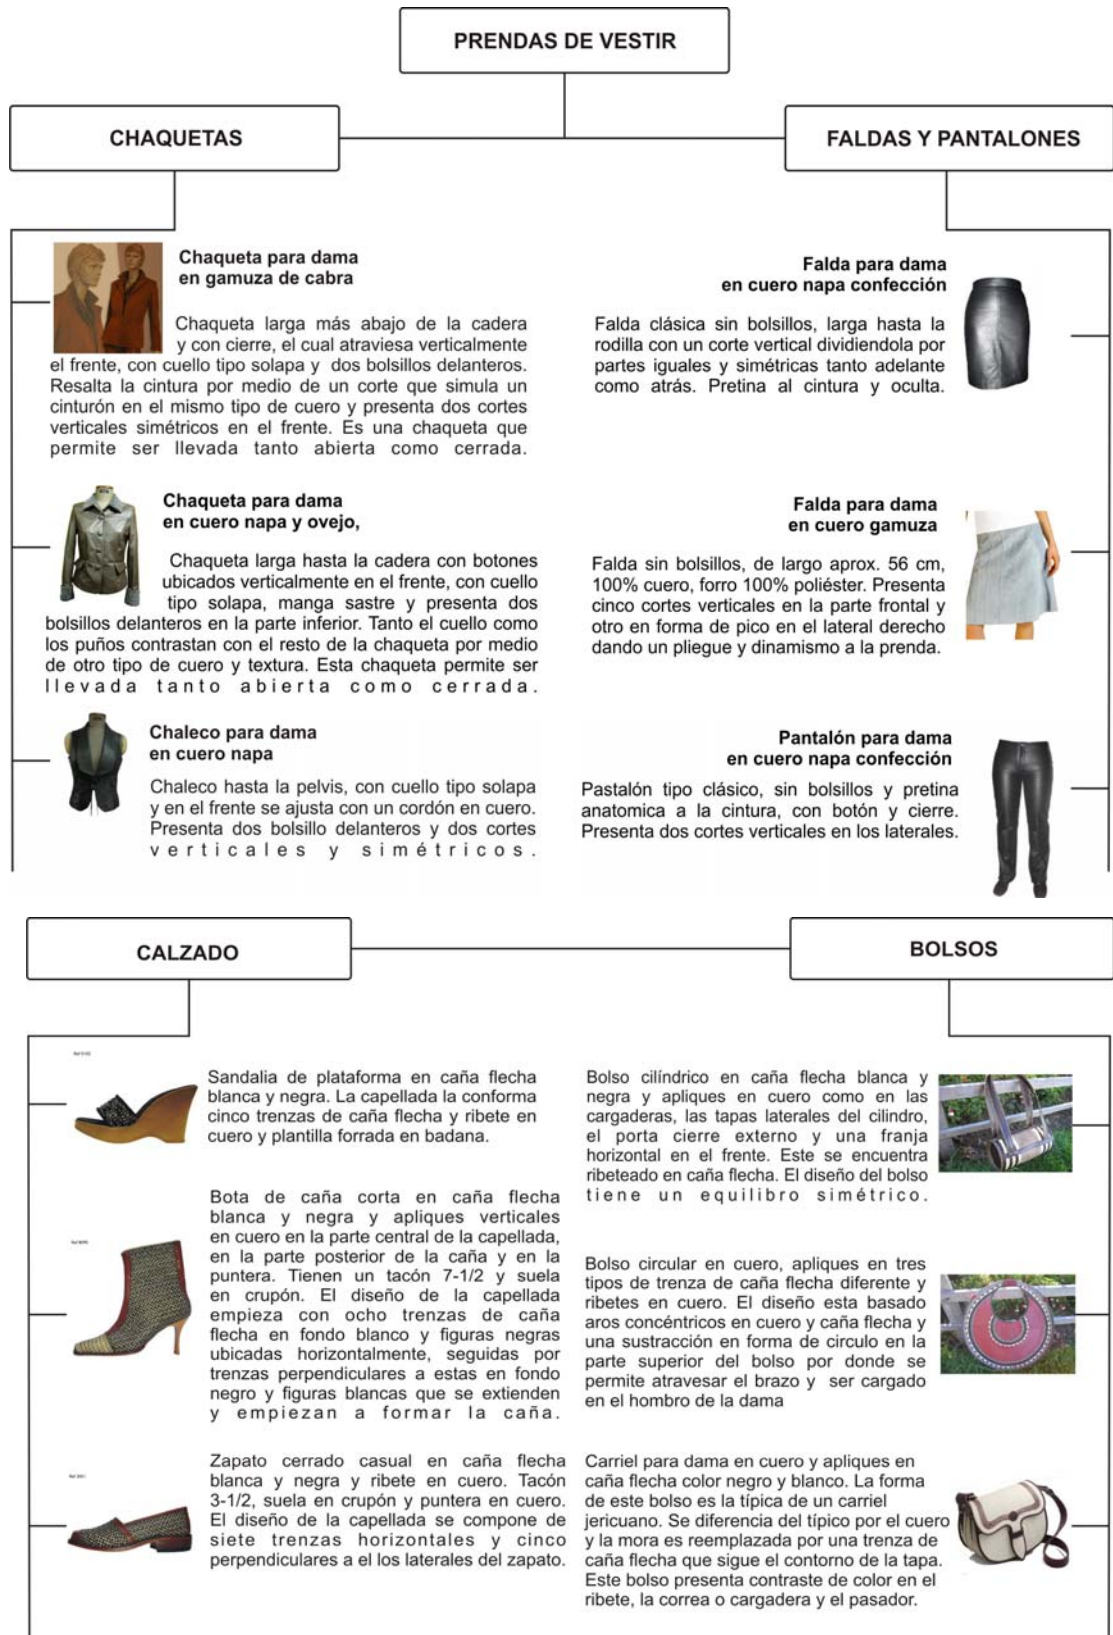 PRENDAS DE VESTIR
CHAQUETAS
FALDAS Y PANTALONES
Chaqueta para dama
en gamuza de cabra
Chaqueta larga más abajo de la cadera
y con cierre, el cual atraviesa verticalmente
el frente, con cuello tipo solapa y dos bolsillos delanteros.
Resalta la cintura por medio de un corte que simula un
cinturón en el mismo tipo de cuero y presenta dos cortes
verticales simétricos en el frente. Es una chaqueta que
permite ser llevada tanto abierta como cerrada.
Chaqueta para dama
en cuero napa y ovejo,
Chaqueta larga hasta la cadera con botones
ubicados verticalmente en el frente, con cuello
tipo solapa, manga sastre y presenta dos
bolsillos delanteros en la parte inferior. Tanto el cuello como
los puños contrastan con el resto de la chaqueta por medio
de otro tipo de cuero y textura. Esta chaqueta permite ser
llevada tanto abierta como cerrada.
Chaleco para dama
en cuero napa
Chaleco hasta la pelvis, con cuello tipo solapa
y en el frente se ajusta con un cordón en cuero.
Presenta dos bolsillo delanteros y dos cortes
verticales y simétricos.
Falda para dama
en cuero napa confección
Falda clásica sin bolsillos, larga hasta la
rodilla con un corte vertical dividiendola por
partes iguales y simétricas tanto adelante
como atrás. Pretina al cintura y oculta.
Falda para dama
en cuero gamuza
Falda sin bolsillos, de largo aprox. 56 cm,
100% cuero, forro 100% poliéster. Presenta
cinco cortes verticales en la parte frontal y
otro en forma de pico en el lateral derecho
dando un pliegue y dinamismo a la prenda.
Pantalón para dama
en cuero napa confección
Pastalón tipo clásico, sin bolsillos y pretina
anatomica a la cintura, con botón y cierre.
Presenta dos cortes verticales en los laterales.
CALZADO
BOLSOS
Sandalia de plataforma en caña flecha
blanca y negra. La capellada la conforma
cinco trenzas de caña flecha y ribete en
cuero y plantilla forrada en badana.
Bota de caña corta en caña flecha
blanca y negra y apliques verticales
en cuero en la parte central de la capellada,
en la parte posterior de la caña y en la
puntera. Tienen un tacón 7-1/2 y suela
en crupón. El diseño de la capellada
empieza con ocho trenzas de caña
flecha en fondo blanco y figuras negras
ubicadas horizontalmente, seguidas por
trenzas perpendiculares a estas en fondo
negro y figuras blancas que se extienden
y empiezan a formar la caña.
Zapato cerrado casual en caña flecha
blanca y negra y ribete en cuero. Tacón
3-1/2, suela en crupón y puntera en cuero.
El diseño de la capellada se compone de
siete trenzas horizontales y cinco
perpendiculares a el los laterales del zapato.
Bolso cilíndrico en caña flecha blanca y
negra y apliques en cuero como en las
cargaderas, las tapas laterales del cilindro,
el porta cierre externo y una franja
horizontal en el frente. Este se encuentra
ribeteado en caña flecha. El diseño del bolso
tiene un equilibro simétrico.
Bolso circular en cuero, apliques en tres
tipos de trenza de caña flecha diferente y
ribetes en cuero. El diseño esta basado
aros concéntricos en cuero y caña flecha y
una sustracción en forma de circulo en la
parte superior del bolso por donde se
permite atravesar el brazo y ser cargado
en el hombro de la dama
Carriel para dama en cuero y apliques en
caña flecha color negro y blanco. La forma
de este bolso es la típica de un carriel
jericuano. Se diferencia del típico por el cuero
y la mora es reemplazada por una trenza de
caña flecha que sigue el contorno de la tapa.
Este bolso presenta contraste de color en el
ribete, la correa o cargadera y el pasador.